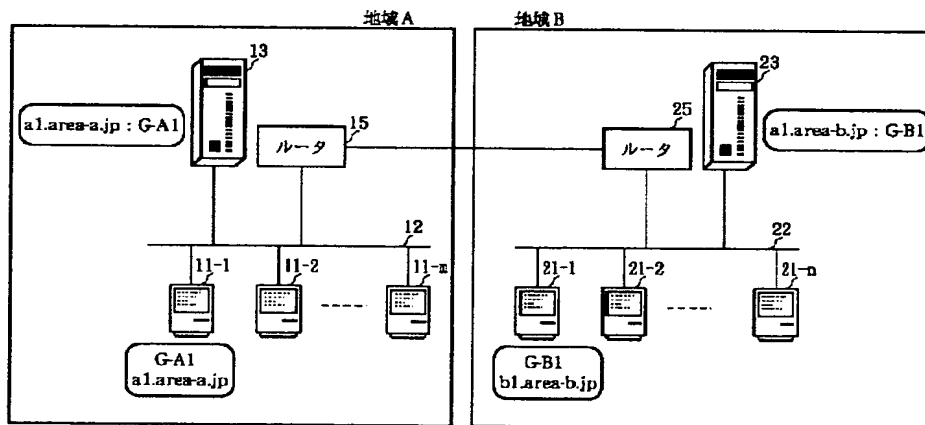 地域A
地域B
13
23
a1.area-a.jp : G-A1
15
25
a1.area-b.jp : G-B1
ルータ
ルータ
12
22
11-1
11-2
11-m
21-1
21-2
21-n
G-A1
a1.area-a.jp
G-B1
b1.area-b.jp